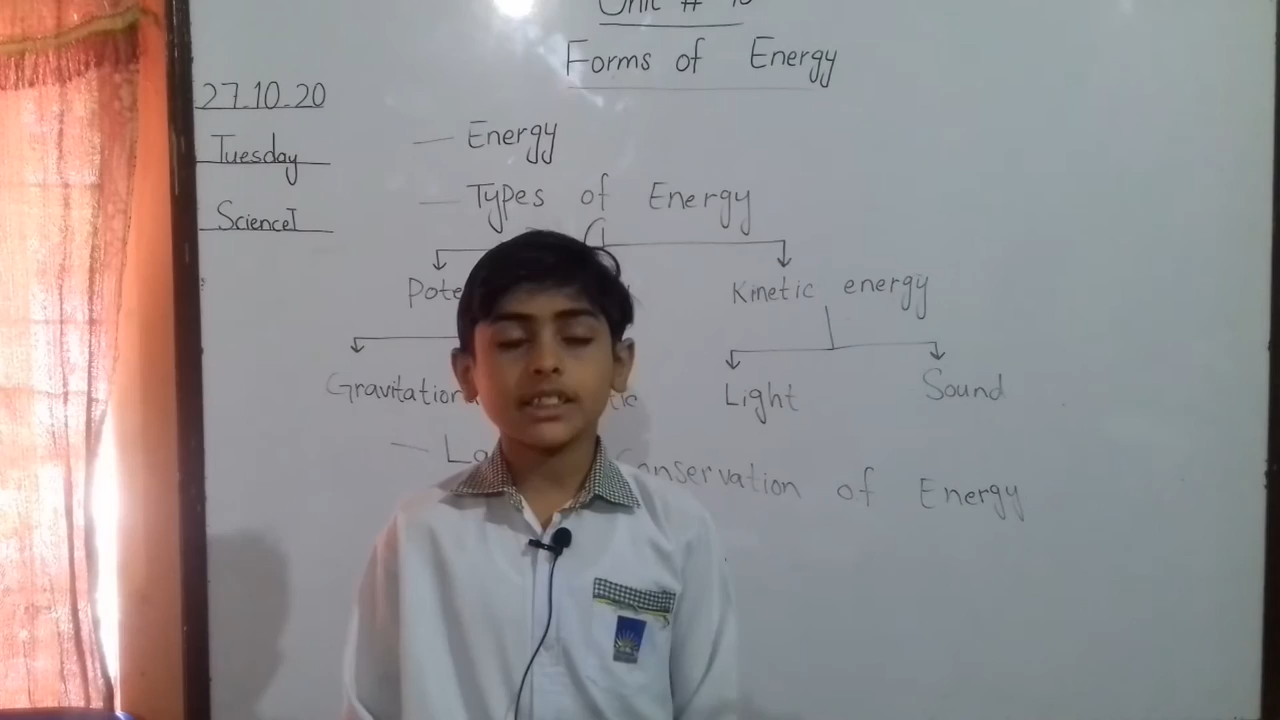 Forms of Energy
27.10.20
Tuesday
Science
— Energy
— Types of Energy
Kinetic energy
Light
Sound
of Energy